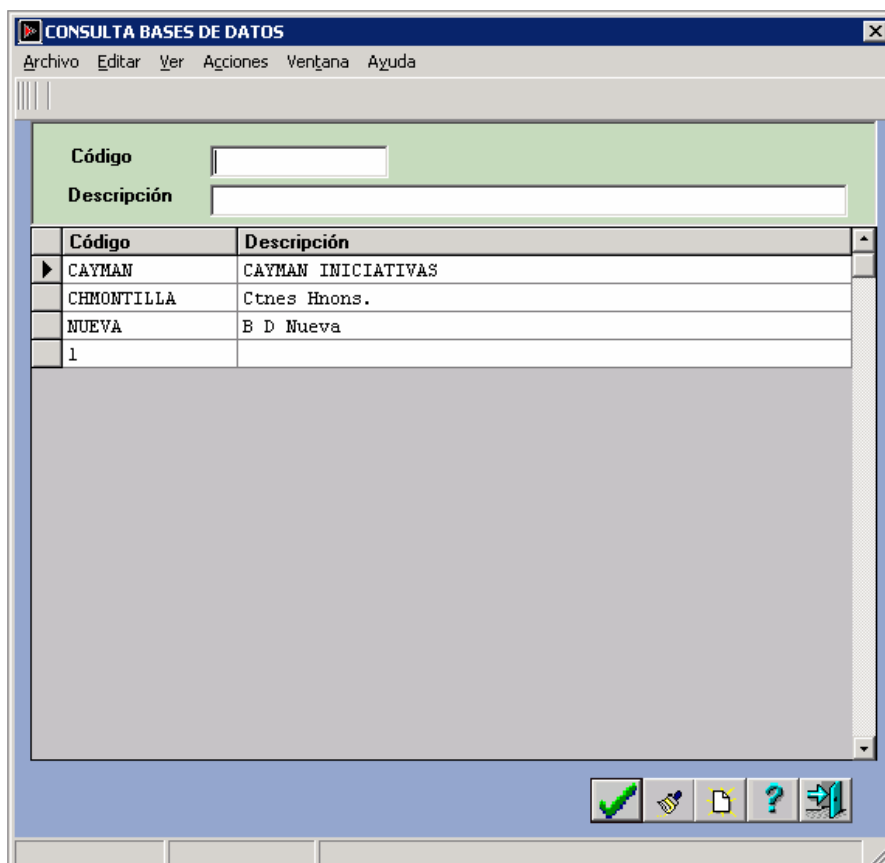 CONSULTA BASES DE DATOS
Archivo Editar Ver Acciones Ventana Ayuda
Código
Descripción
Código Descripción
CAYMAN CAYMAN INICIATIVAS
CHMONTILLA Ctnes Hnons.
NUEVA B D Nueva
1